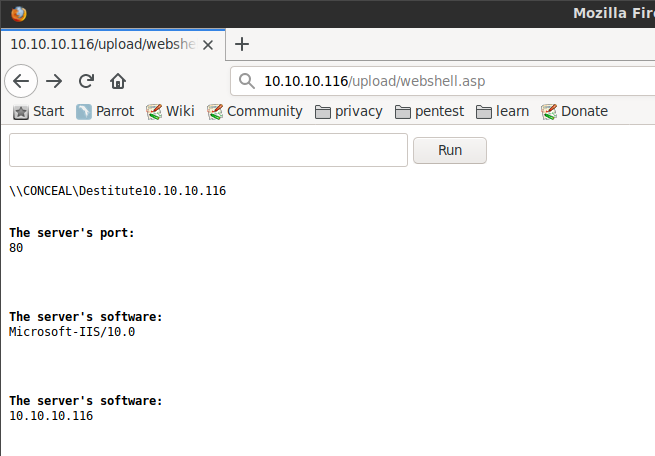 Mozilla Fire
10.10.10.116/upload/webshe
10.10.10.116/upload/webshell.asp
Start Parrot Wiki Community privacy pentest learn Donate
Run
\\CONCEAL\Destitute10.10.10.116
The server's port:
80
The server's software:
Microsoft-IIS/10.0
The server's software:
10.10.10.116